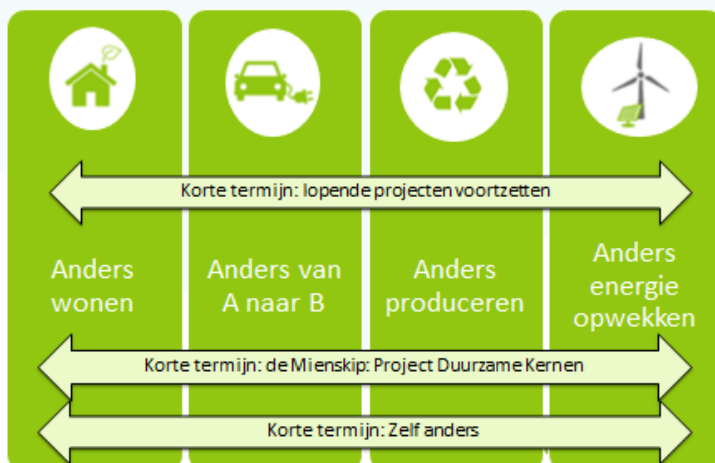 Korte termijn: lopende projecten voortzetten
Anders
wonen
Anders van
A naar B
Anders
produceren
Anders
energie
opwekken
Korte termijn: de Mienskip: Project Duurzame Kernen
Korte termijn: Zelf anders